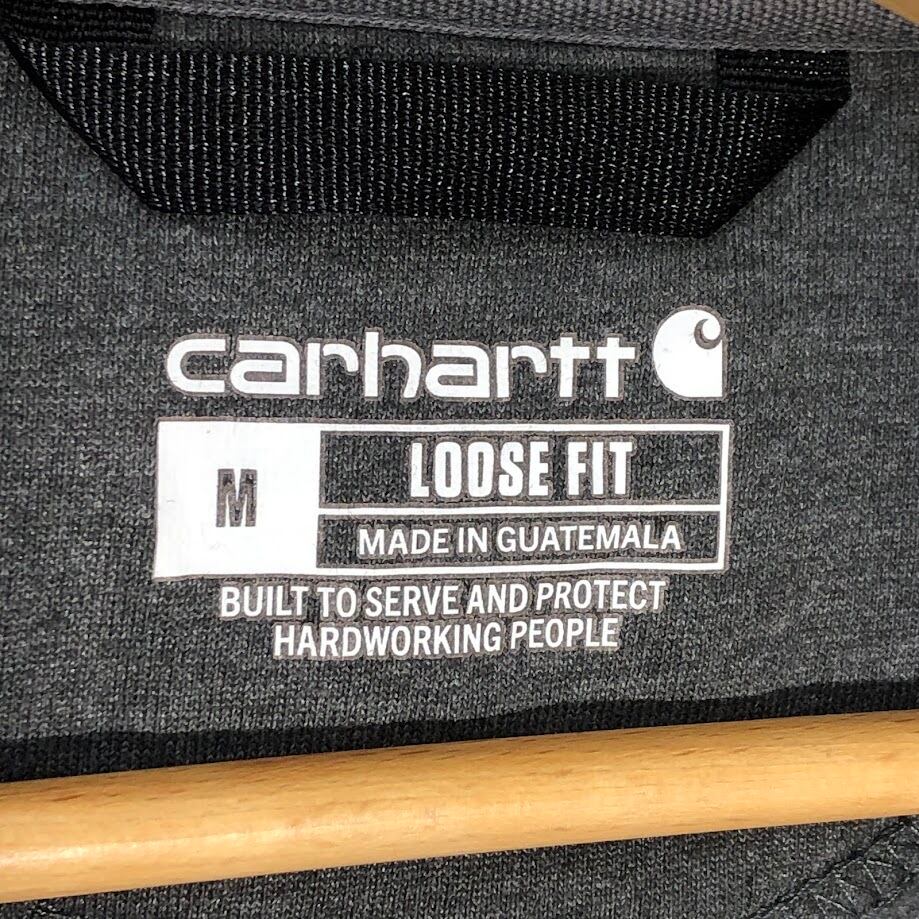 carhartt
M
LOOSE FIT
MADE IN GUATEMALA
BUILT TO SERVE AND PROTECT
HARDWORKING PEOPLE